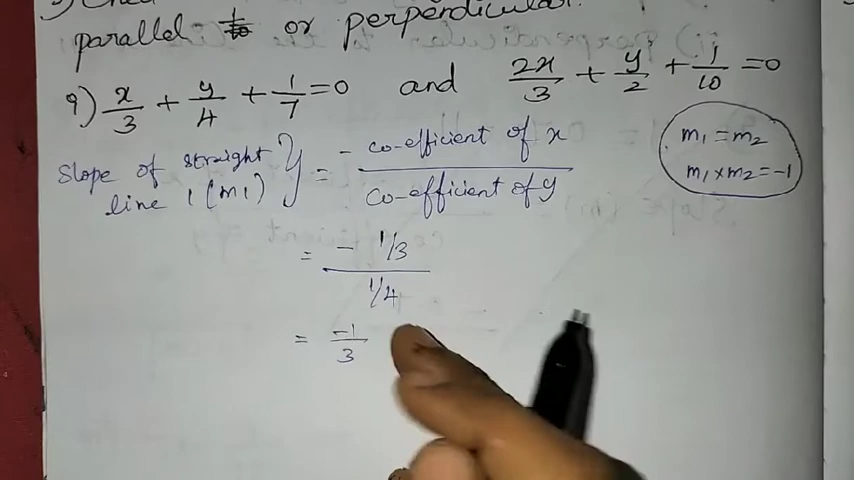 parallel or perpendicular.
9) x/3 + y/4 + 1/7 = 0 and 2x/3 + y/2 + 1/10 = 0
slope of straight line 1 (m1) } = - co-efficient of x / co-efficient of y
m1 = m2
m1 x m2 = -1
= - 1/3 / 1/4
= -1/3